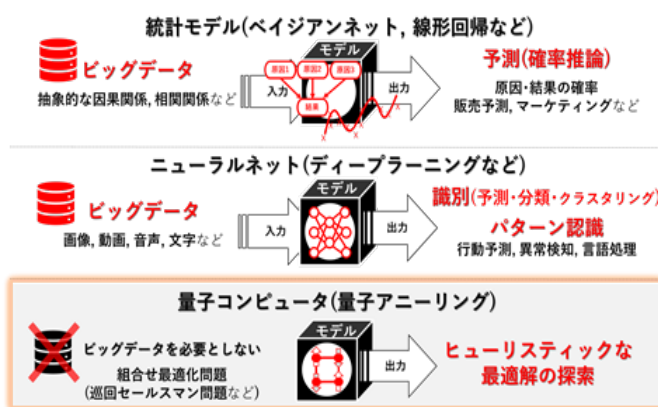 統計モデル(ベイジアンネット, 線形回帰など)
ビッグデータ
抽象的な因果関係, 相関関係など
入力
モデル
原因1
原因2
原因3
結果
出力
予測(確率推論)
原因・結果の確率
販売予測, マーケティングなど
ニューラルネット(ディープラーニングなど)
ビッグデータ
画像, 動画, 音声, 文字など
入力
モデル
出力
識別(予測・分類・クラスタリング)
パターン認識
行動予測, 異常検知, 言語処理
量子コンピュータ(量子アニーリング)
ビッグデータを必要としない
組合せ最適化問題
(巡回セールスマン問題など)
モデル
出力
ヒューリスティックな
最適解の探索